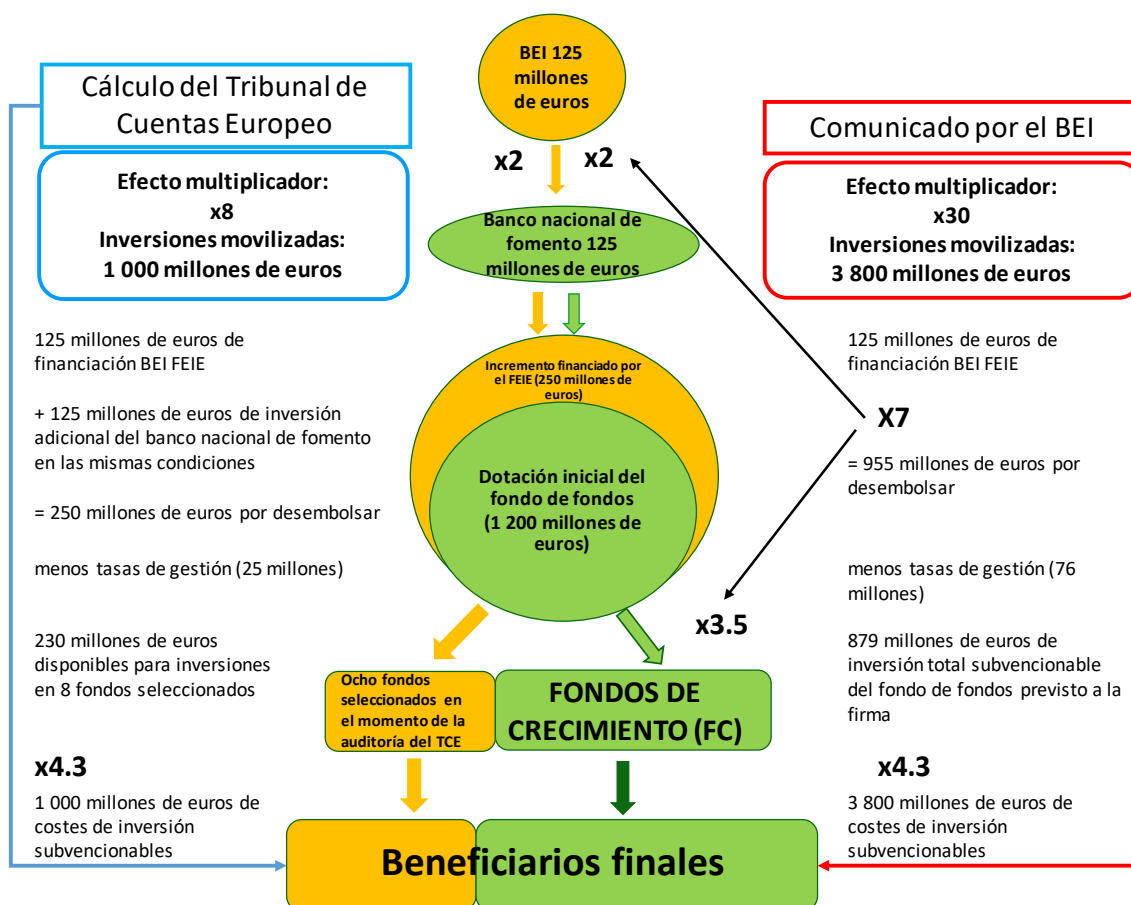 BEI 125
millones
de euros
Cálculo del Tribunal de
Cuentas Europeo
Efecto multiplicador:
x8
Inversiones movilizadas:
1 000 millones de euros
125 millones de euros de
financiación BEI FEIE
+ 125 millones de euros de inversión
adicional del banco nacional de fomento
en las mismas condiciones
= 250 millones de euros por desembolsar
menos tasas de gestión (25 millones)
230 millones de euros
disponibles para inversiones
en 8 fondos seleccionados
x4.3
1 000 millones de euros de
costes de inversión
subvencionables
x2
x2
Banco nacional de
fomento 125
millones de euros
Incremento financiado por
el FEIE (250 millones de
euros)
Dotación inicial del
fondo de fondos
(1 200 millones de
euros)
x3.5
Ocho fondos
seleccionados en
el momento de la
auditoría del TCE
FONDOS DE
CRECIMIENTO (FC)
Beneficiarios finales
Comunicado por el BEI
Efecto multiplicador:
x30
Inversiones movilizadas:
3 800 millones de euros
125 millones de euros de
financiación BEI FEIE
X7
= 955 millones de euros por
desembolsar
menos tasas de gestión (76
millones)
879 millones de euros de
inversión total subvencionable
del fondo de fondos previsto a la
firma
x4.3
3 800 millones de euros de
costes de inversión
subvencionables